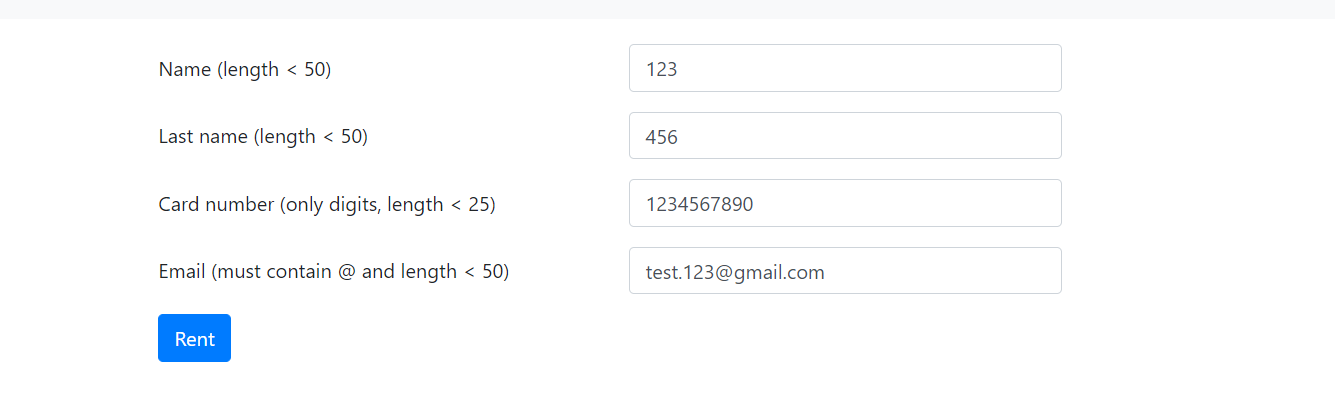 Name (length < 50) 123
Last name (length < 50) 456
Card number (only digits, length < 25) 1234567890
Email (must contain @ and length < 50) test.123@gmail.com
Rent